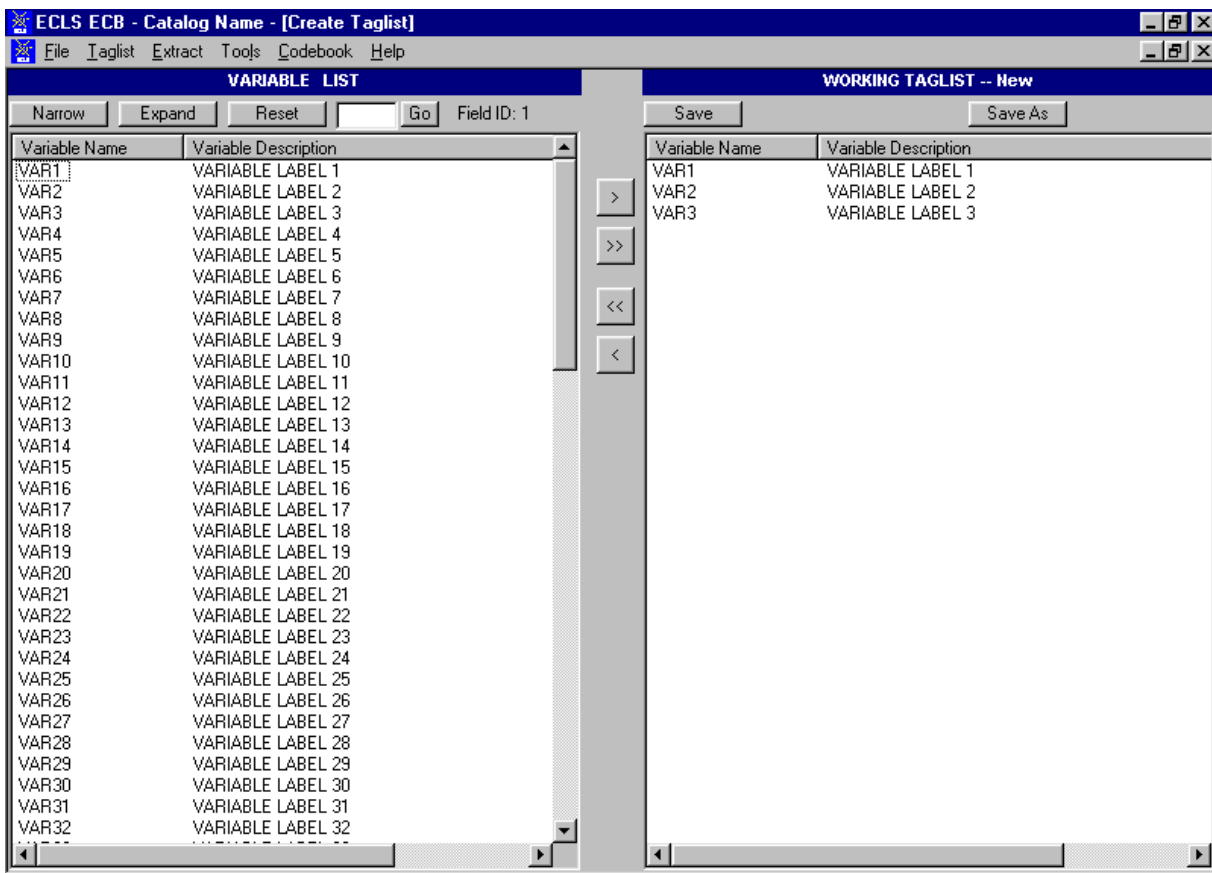 ECLS ECB - Catalog Name - [Create Taglist]
File Taglist Extract Tools Codebook Help
VARIABLE LIST
Narrow Expand Reset Go Field ID: 1
Variable Name Variable Description
VAR1 VARIABLE LABEL 1
VAR2 VARIABLE LABEL 2
VAR3 VARIABLE LABEL 3
VAR4 VARIABLE LABEL 4
VAR5 VARIABLE LABEL 5
VAR6 VARIABLE LABEL 6
VAR7 VARIABLE LABEL 7
VAR8 VARIABLE LABEL 8
VAR9 VARIABLE LABEL 9
VAR10 VARIABLE LABEL 10
VAR11 VARIABLE LABEL 11
VAR12 VARIABLE LABEL 12
VAR13 VARIABLE LABEL 13
VAR14 VARIABLE LABEL 14
VAR15 VARIABLE LABEL 15
VAR16 VARIABLE LABEL 16
VAR17 VARIABLE LABEL 17
VAR18 VARIABLE LABEL 18
VAR19 VARIABLE LABEL 19
VAR20 VARIABLE LABEL 20
VAR21 VARIABLE LABEL 21
VAR22 VARIABLE LABEL 22
VAR23 VARIABLE LABEL 23
VAR24 VARIABLE LABEL 24
VAR25 VARIABLE LABEL 25
VAR26 VARIABLE LABEL 26
VAR27 VARIABLE LABEL 27
VAR28 VARIABLE LABEL 28
VAR29 VARIABLE LABEL 29
VAR30 VARIABLE LABEL 30
VAR31 VARIABLE LABEL 31
VAR32 VARIABLE LABEL 32
>
>>
<<
<
WORKING TAGLIST -- New
Save Save As
Variable Name Variable Description
VAR1 VARIABLE LABEL 1
VAR2 VARIABLE LABEL 2
VAR3 VARIABLE LABEL 3